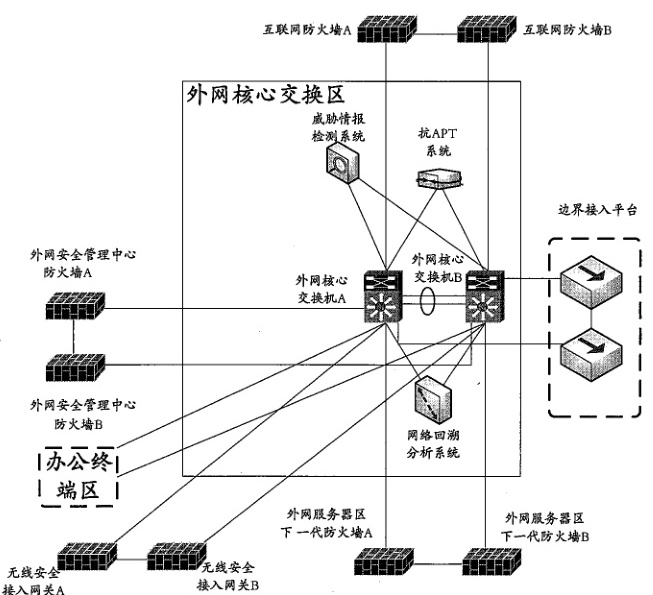 互联网防火墙A
互联网防火墙B
外网核心交换区
威胁情报
检测系统
抗APT
系统
边界接入平台
外网安全管理中心
防火墙A
外网核心
交换机A
外网核心
交换机B
外网安全管理中心
防火墙B
网络回溯
分析系统
办公终
端区
外网服务器区
下一代防火墙A
外网服务器区
下一代防火墙B
无线安全
接入网关A
无线安全
接入网关B